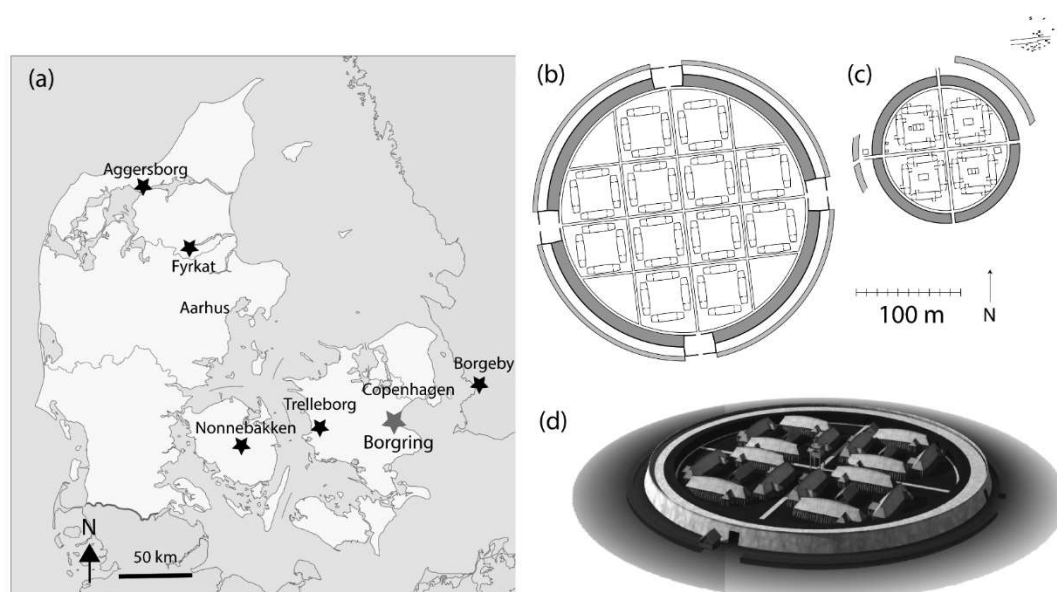 (a)
Aggersborg
Fyrkat
Aarhus
Borgeby
Copenhagen
Trelleborg
Nonnebakken
Borgring
N
50 km
(b)
(c)
100 m
N
(d)